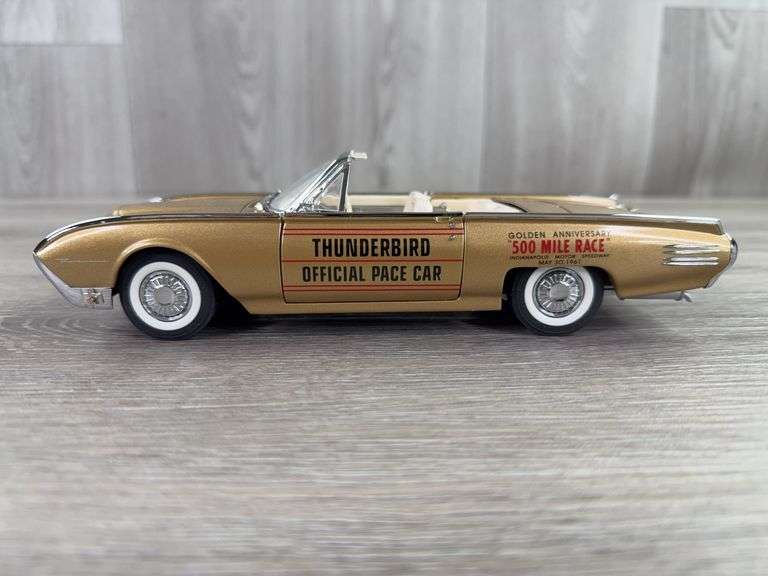 THUNDERBIRD
OFFICIAL PACE CAR
GOLDEN ANNIVERSARY
"500 MILE RACE"
INDIANAPOLIS MOTOR SPEEDWAY
MAY 30, 1961